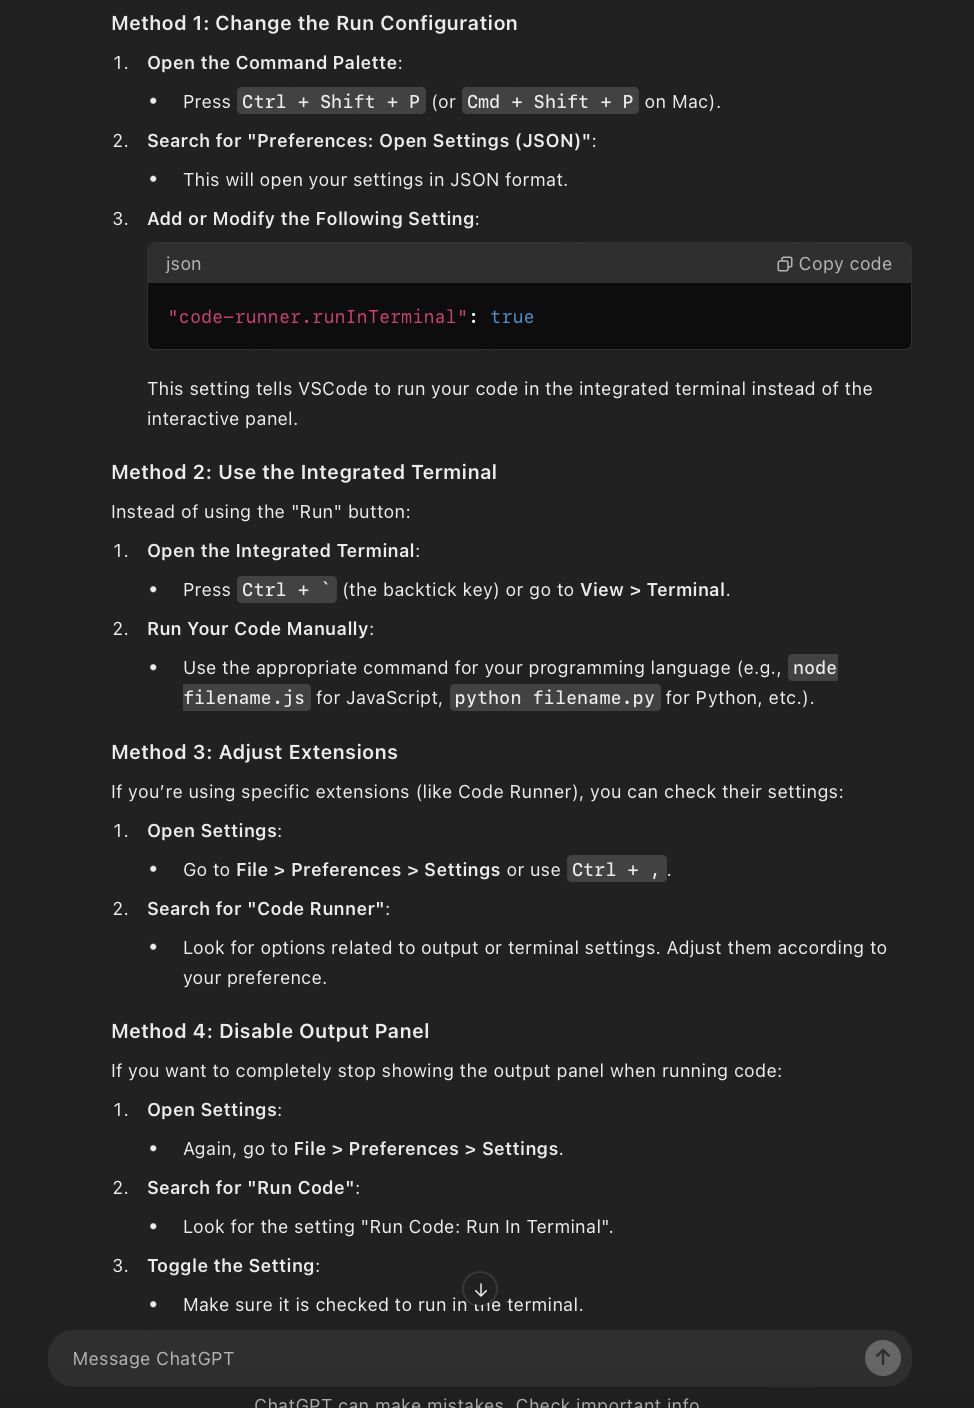 Method 1: Change the Run Configuration
1. Open the Command Palette:
• Press Ctrl + Shift + P (or Cmd + Shift + P on Mac).
2. Search for "Preferences: Open Settings (JSON)":
• This will open your settings in JSON format.
3. Add or Modify the Following Setting:
json Copy code
"code-runner.runInTerminal": true
This setting tells VSCode to run your code in the integrated terminal instead of the
interactive panel.
Method 2: Use the Integrated Terminal
Instead of using the "Run" button:
1. Open the Integrated Terminal:
• Press Ctrl + ` (the backtick key) or go to View > Terminal.
2. Run Your Code Manually:
• Use the appropriate command for your programming language (e.g., node
filename.js for JavaScript, python filename.py for Python, etc.).
Method 3: Adjust Extensions
If you’re using specific extensions (like Code Runner), you can check their settings:
1. Open Settings:
• Go to File > Preferences > Settings or use Ctrl + ,.
2. Search for "Code Runner":
• Look for options related to output or terminal settings. Adjust them according to
your preference.
Method 4: Disable Output Panel
If you want to completely stop showing the output panel when running code:
1. Open Settings:
• Again, go to File > Preferences > Settings.
2. Search for "Run Code":
• Look for the setting "Run Code: Run In Terminal".
3. Toggle the Setting:
• Make sure it is checked to run in the terminal.
Message ChatGPT
ChatGPT can make mistakes. Check important info.